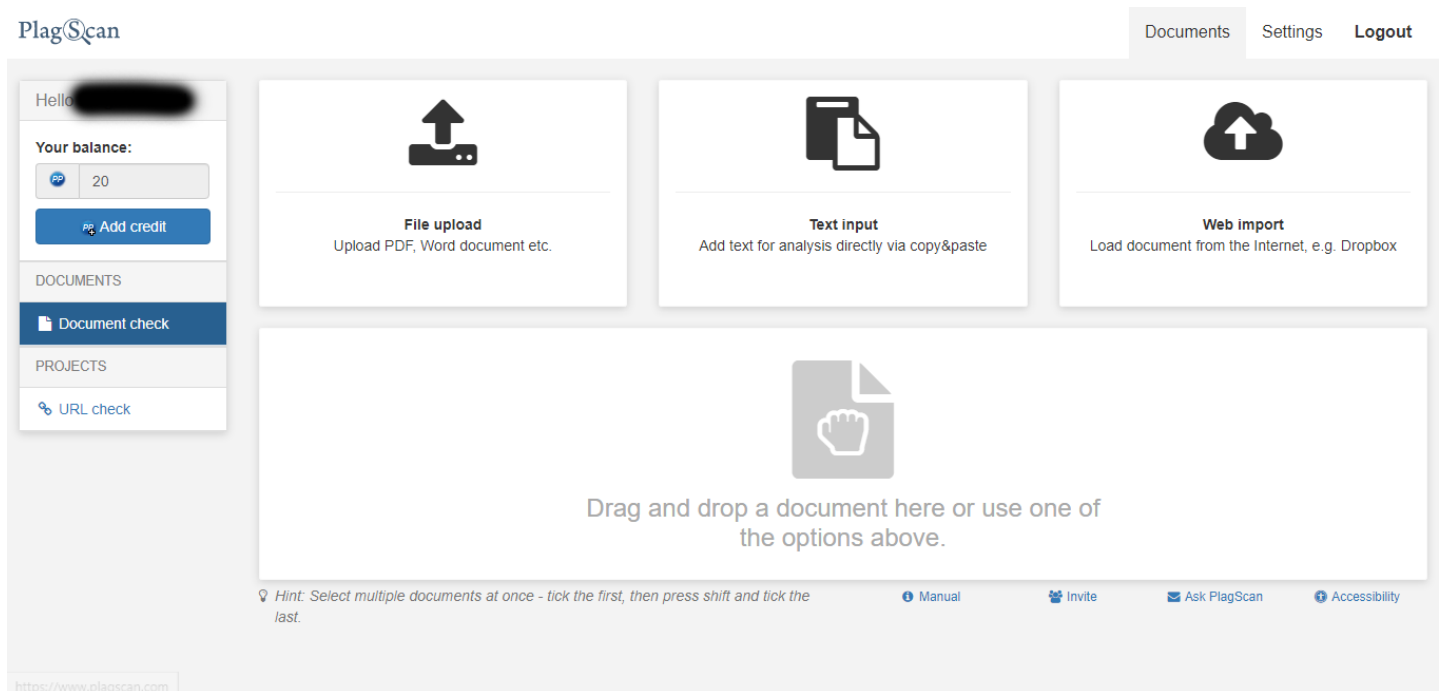 PlagScan
Documents Settings Logout
Hello
Your balance:
PP 20
PP Add credit
DOCUMENTS
Document check
PROJECTS
URL check
File upload
Upload PDF, Word document etc.
Text input
Add text for analysis directly via copy&paste
Web import
Load document from the Internet, e.g. Dropbox
Drag and drop a document here or use one of
the options above.
Hint: Select multiple documents at once - tick the first, then press shift and tick the
last.
Manual Invite Ask PlagScan Accessibility
https://www.plagscan.com